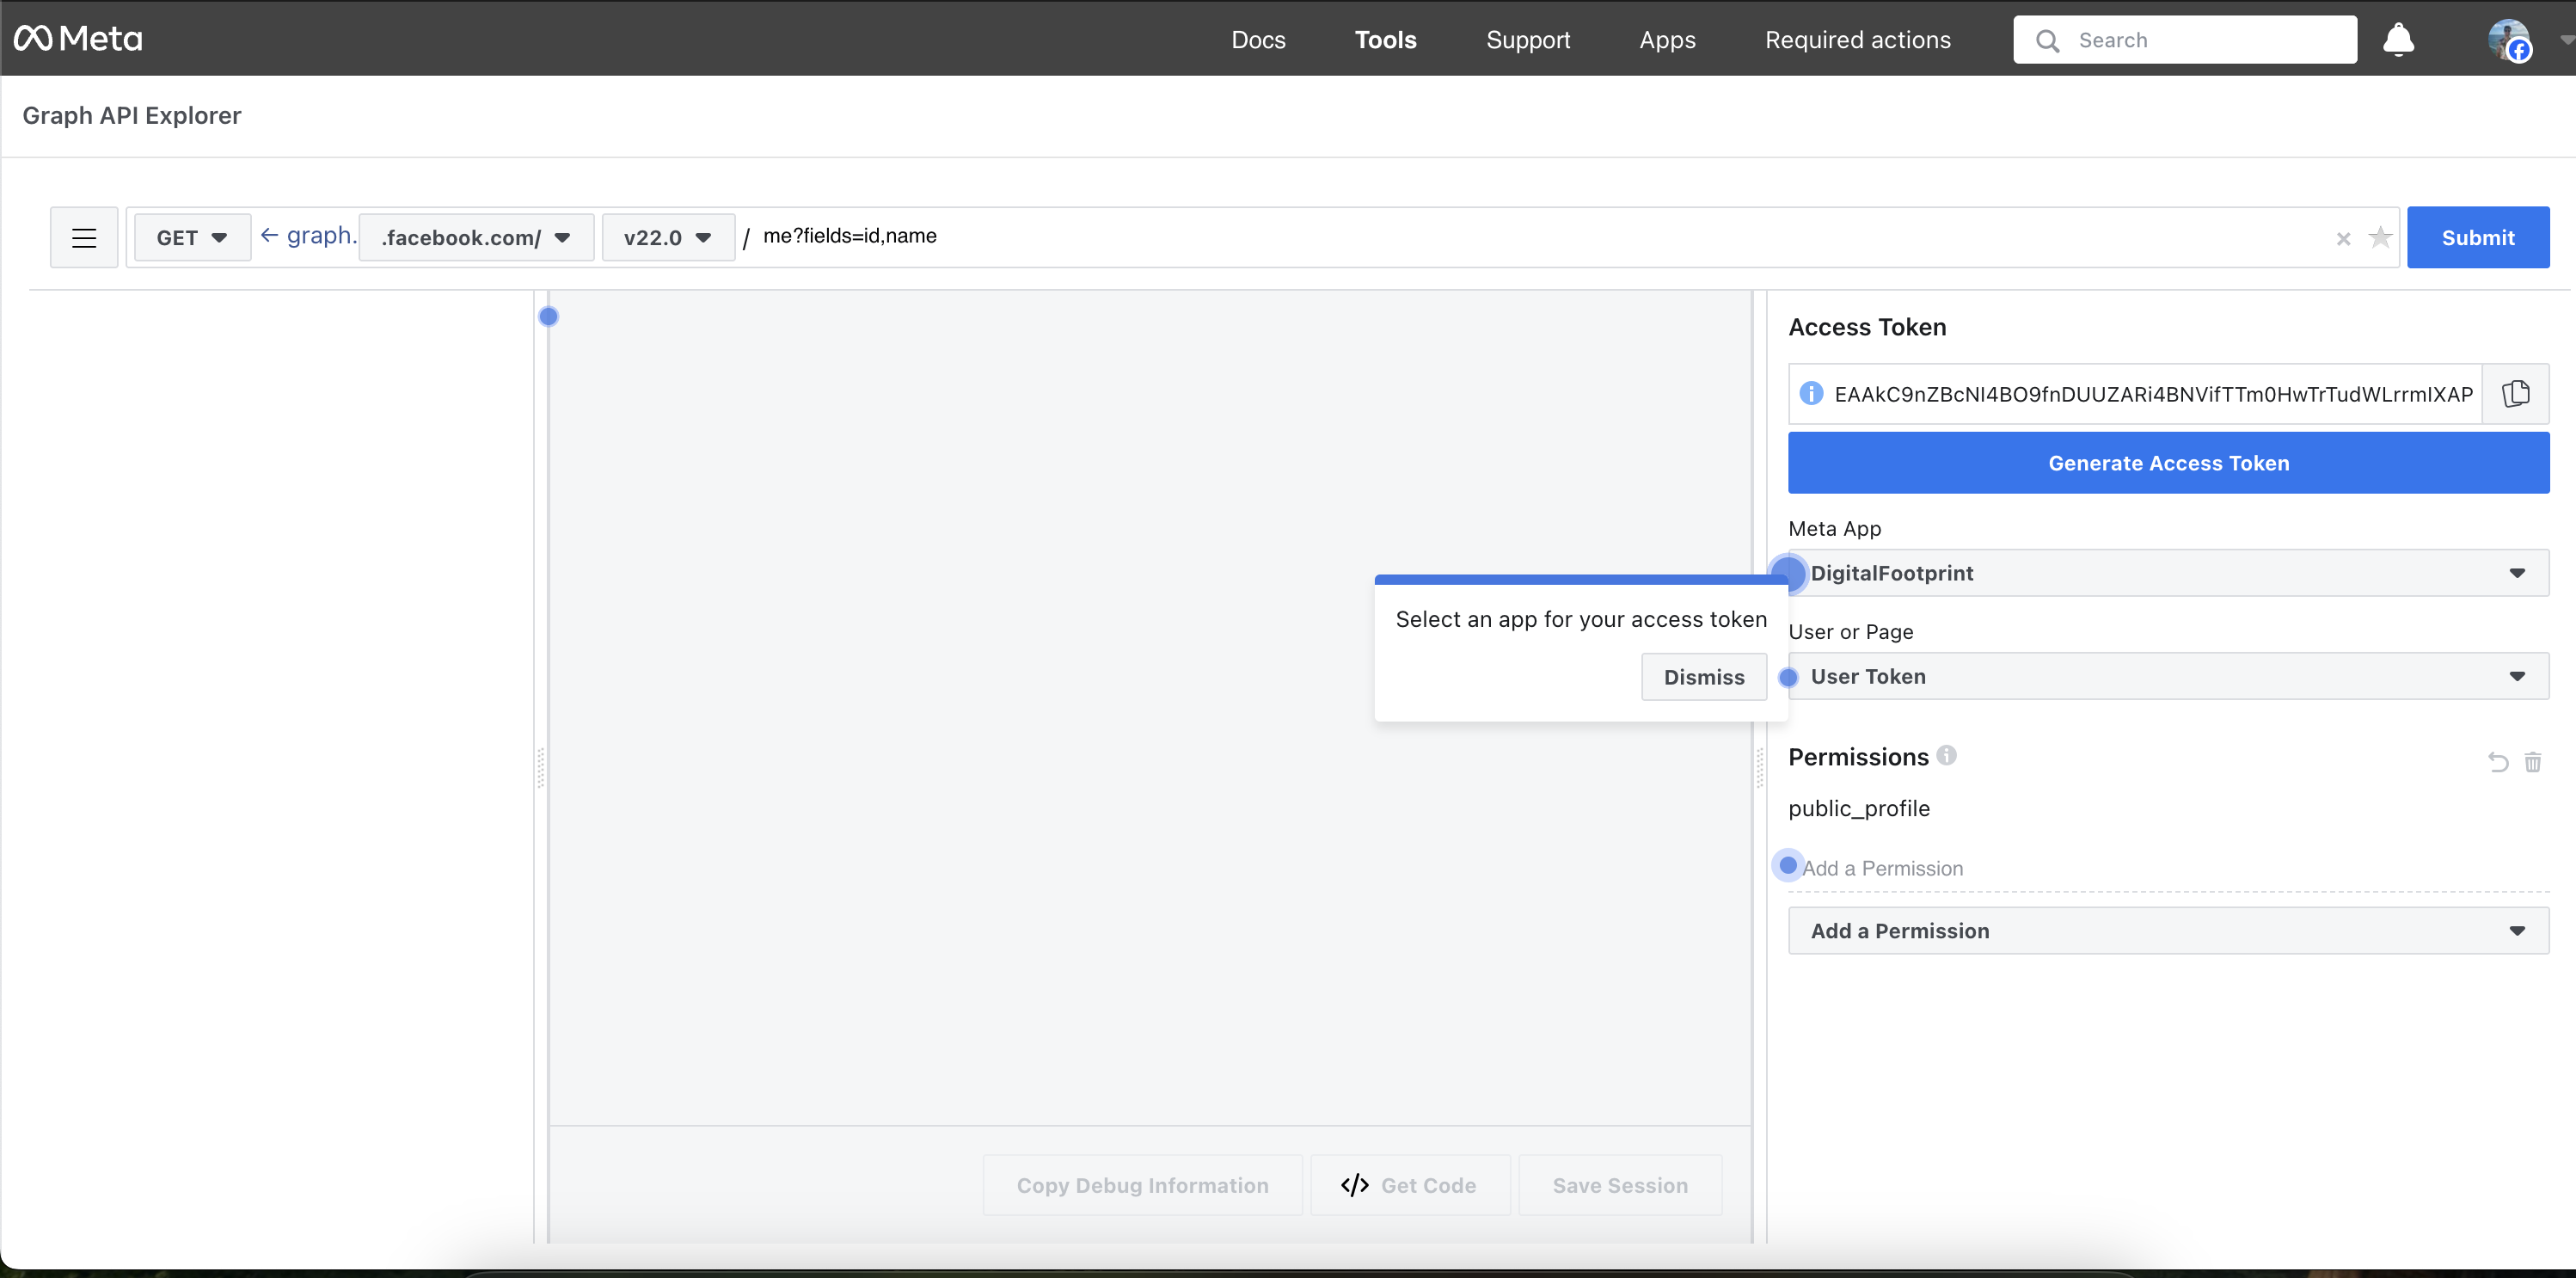 Meta
Docs
Tools
Support
Apps
Required actions
Search
Graph API Explorer
GET
← graph.
.facebook.com/
v22.0
/
me?fields=id,name
Submit
Access Token
EAAkC9nZBcNI4BO9fnDUUZARi4BNVifTTm0HwTrTudWLrrmIXAP
Generate Access Token
Meta App
DigitalFootprint
Select an app for your access token
Dismiss
User or Page
User Token
Permissions
public_profile
Add a Permission
Add a Permission
Copy Debug Information
</> Get Code
Save Session